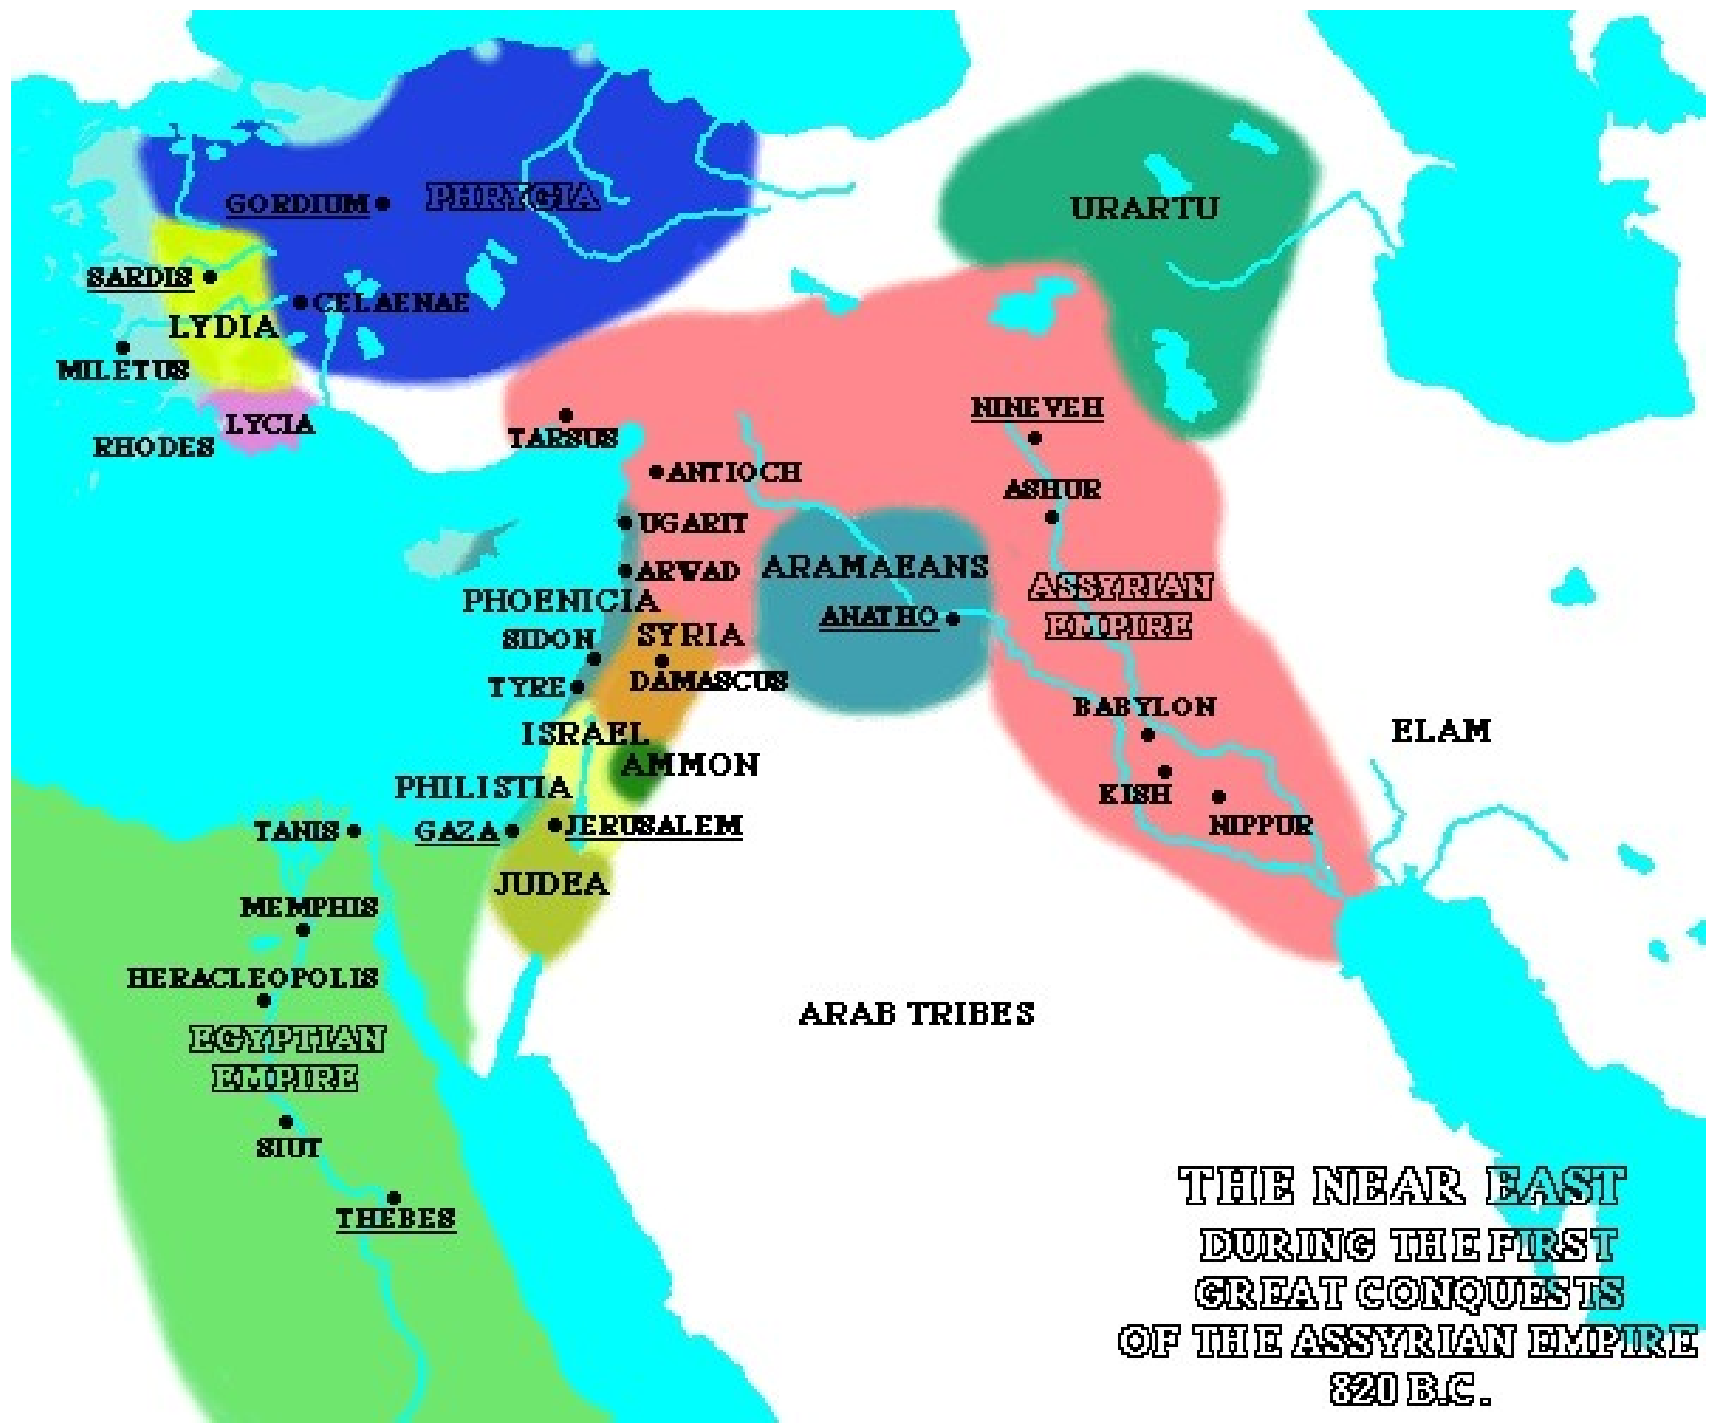 GORDIUM
PHRYGIA
URARTU
SARDIS
CELAENAE
LYDIA
MILETUS
LYCIA
RHODES
TARSUS
NINEVEH
ANTIOCH
ASHUR
UGARIT
ARWAD
ARAMAEANS
ASSYRIAN
EMPIRE
PHOENICIA
ANATHO
SIDON
SYRIA
TYRE
DAMASCUS
BABYLON
ISRAEL
ELAM
AMMON
PHILISTIA
KISH
NIPPUR
TANIS
GAZA
JERUSALEM
JUDEA
MEMPHIS
HERACLEOPOLIS
ARAB TRIBES
EGYPTIAN
EMPIRE
SIUT
THEBES
THE NEAR EAST
DURING THE FIRST
GREAT CONQUESTS
OF THE ASSYRIAN EMPIRE
820 B.C.